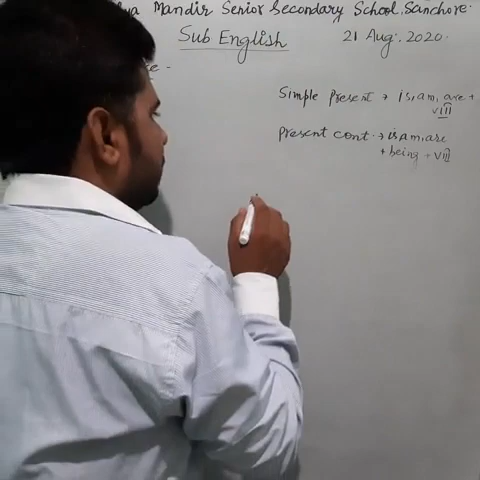 Mandir Senior Secondary School, Sanchore.
Sub English 21 Aug. 2020.
Simple Present → is, am, are +
VIII
Present cont. → is, am, are
+ being + VIII